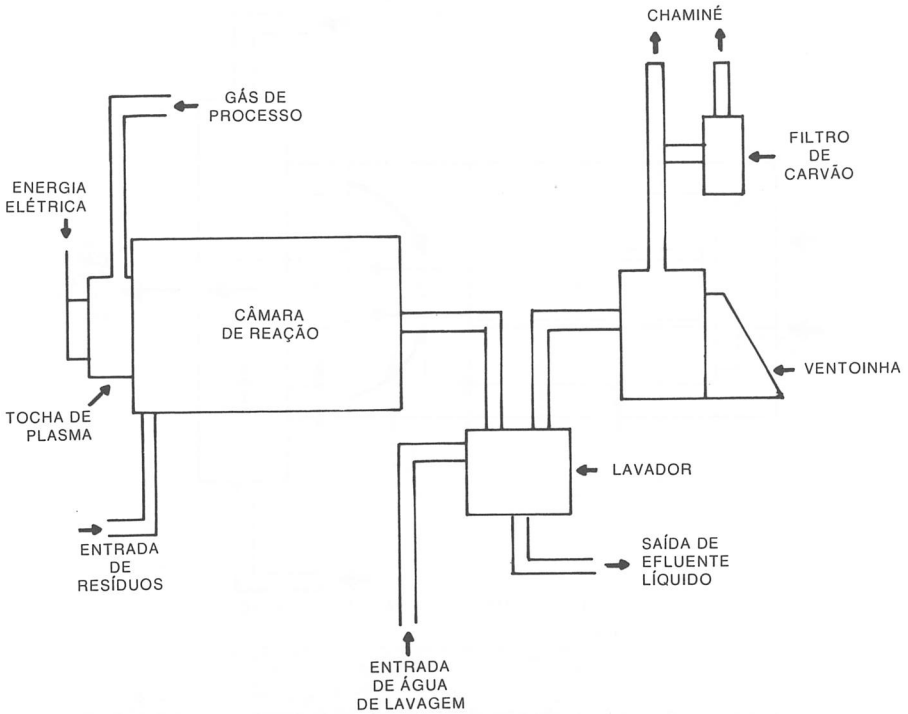 CHAMINÉ
GÁS DE
PROCESSO
FILTRO
DE
CARVÃO
ENERGIA
ELÉTRICA
CÂMARA
DE REAÇÃO
VENTOINHA
TOCHA DE
PLASMA
LAVADOR
ENTRADA
DE
RESÍDUOS
SAÍDA DE
EFLUENTE
LÍQUIDO
ENTRADA
DE ÁGUA
DE LAVAGEM